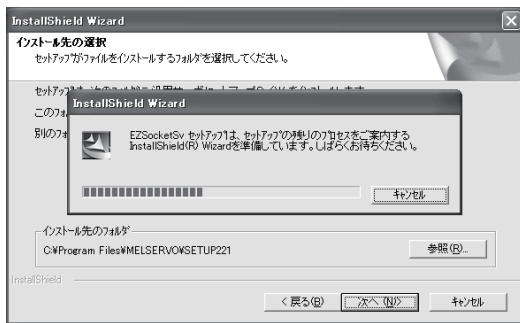 InstallShield Wizard
インストール先の選択
セットアップがファイルをインストールするフォルダを選択してください。
セットアップ
このフォ
別のフォ
InstallShield Wizard
EZSocketSv セットアップは、セットアップの残りのプロセスをご案内する
InstallShield(R) Wizardを準備しています。しばらくお待ちください。
キャンセル
インストール先のフォルダ
C:¥Program Files¥MELSERVO¥SETUP221
参照(R)...
InstallShield
< 戻る(B)
次へ (N)>
キャンセル